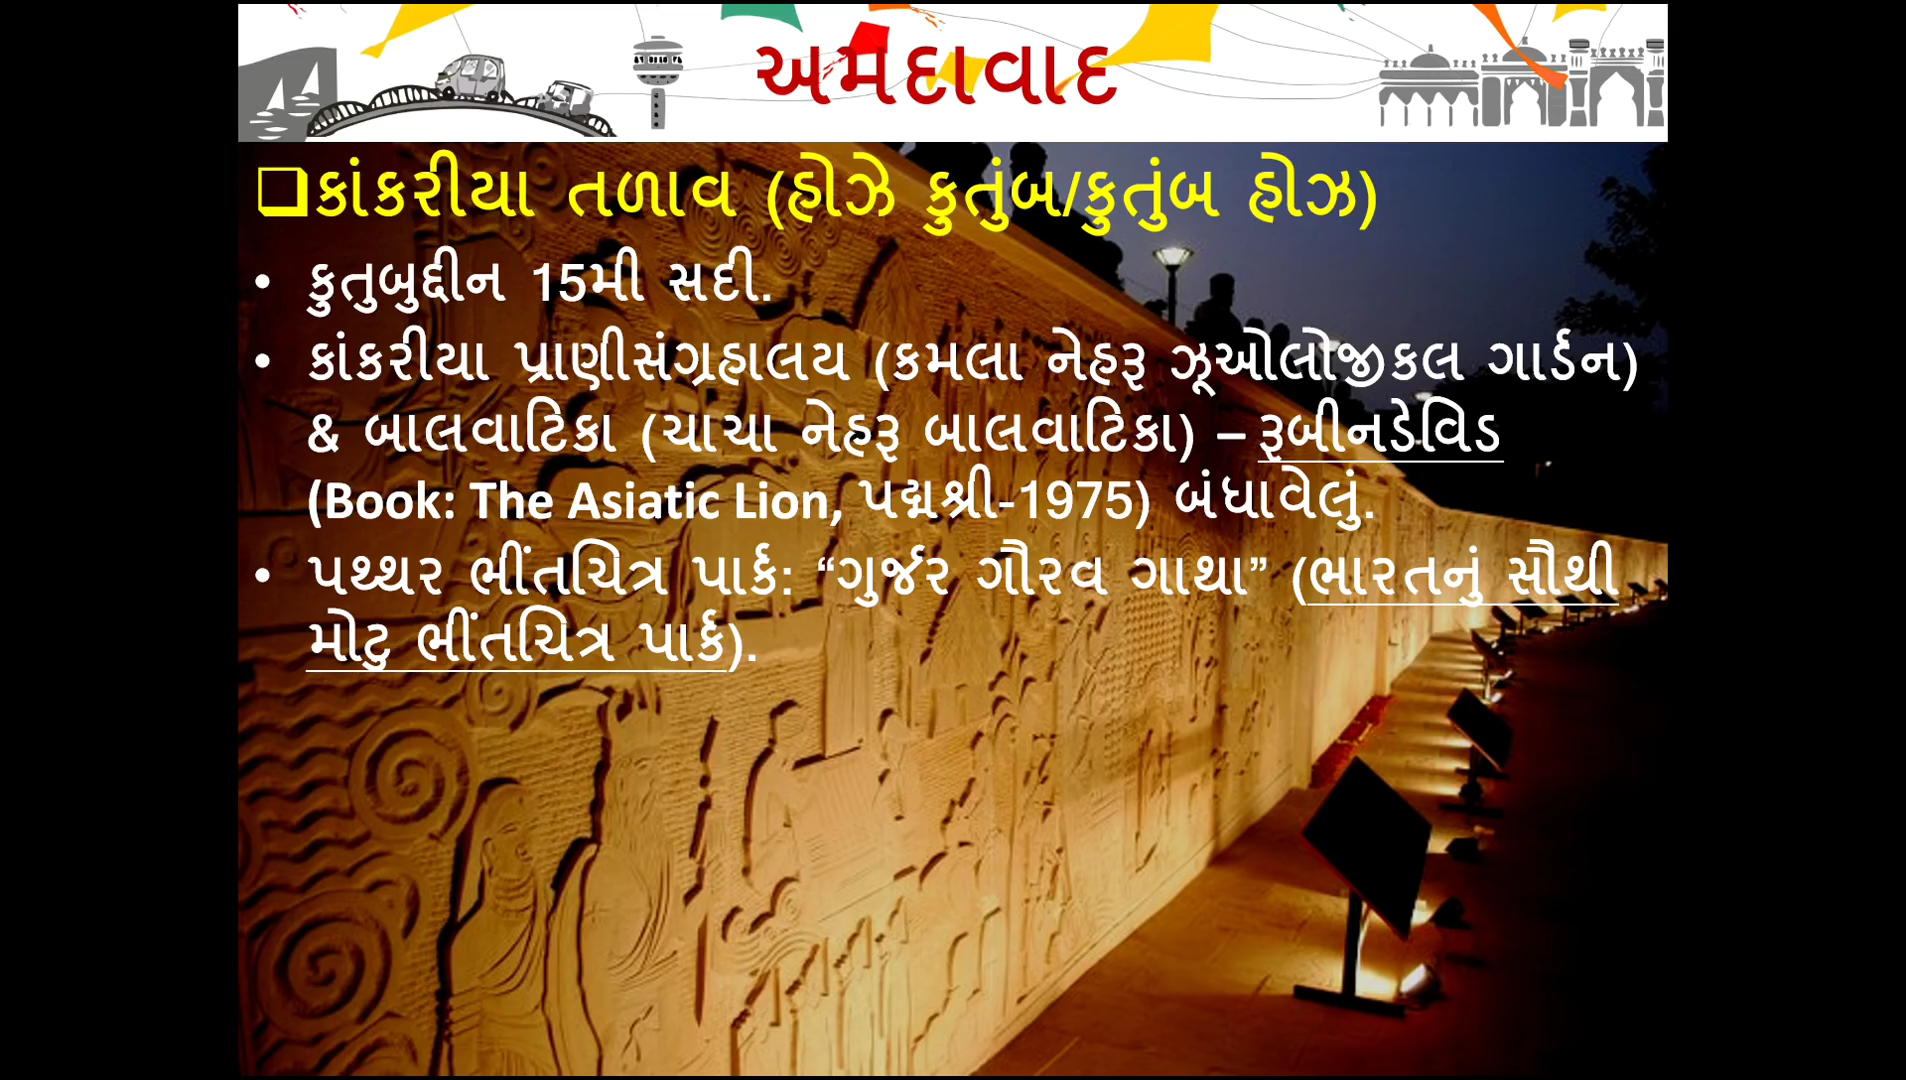 અમદાવાદ
❑કાંકરીયા તળાવ (હોઝે કુતુંબ/કુતુંબ હોઝ)
• કુતુબુદ્દીન 15મી સદી.
• કાંકરીયા પ્રાણીસંગ્રહાલય (કમલા નેહરૂ ઝૂઓલોજીકલ ગાર્ડન)
& બાલવાટિકા (ચાચા નેહરૂ બાલવાટિકા) – રૂબીનડેવિડ
(Book: The Asiatic Lion, પદ્મશ્રી-1975) બંધાવેલું.
• પથ્થર ભીંતચિત્ર પાર્ક: “ગુર્જર ગૌરવ ગાથા” (ભારતનું સૌથી
મોટુ ભીંતચિત્ર પાર્ક).